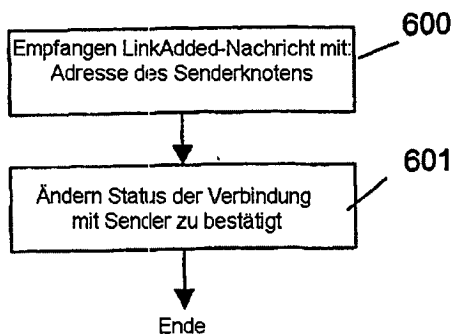 Empfangen LinkAdded-Nachricht mit:
Adresse des Senderknotens
600
Ändern Status der Verbindung
mit Sender zu bestätigt
601
Ende